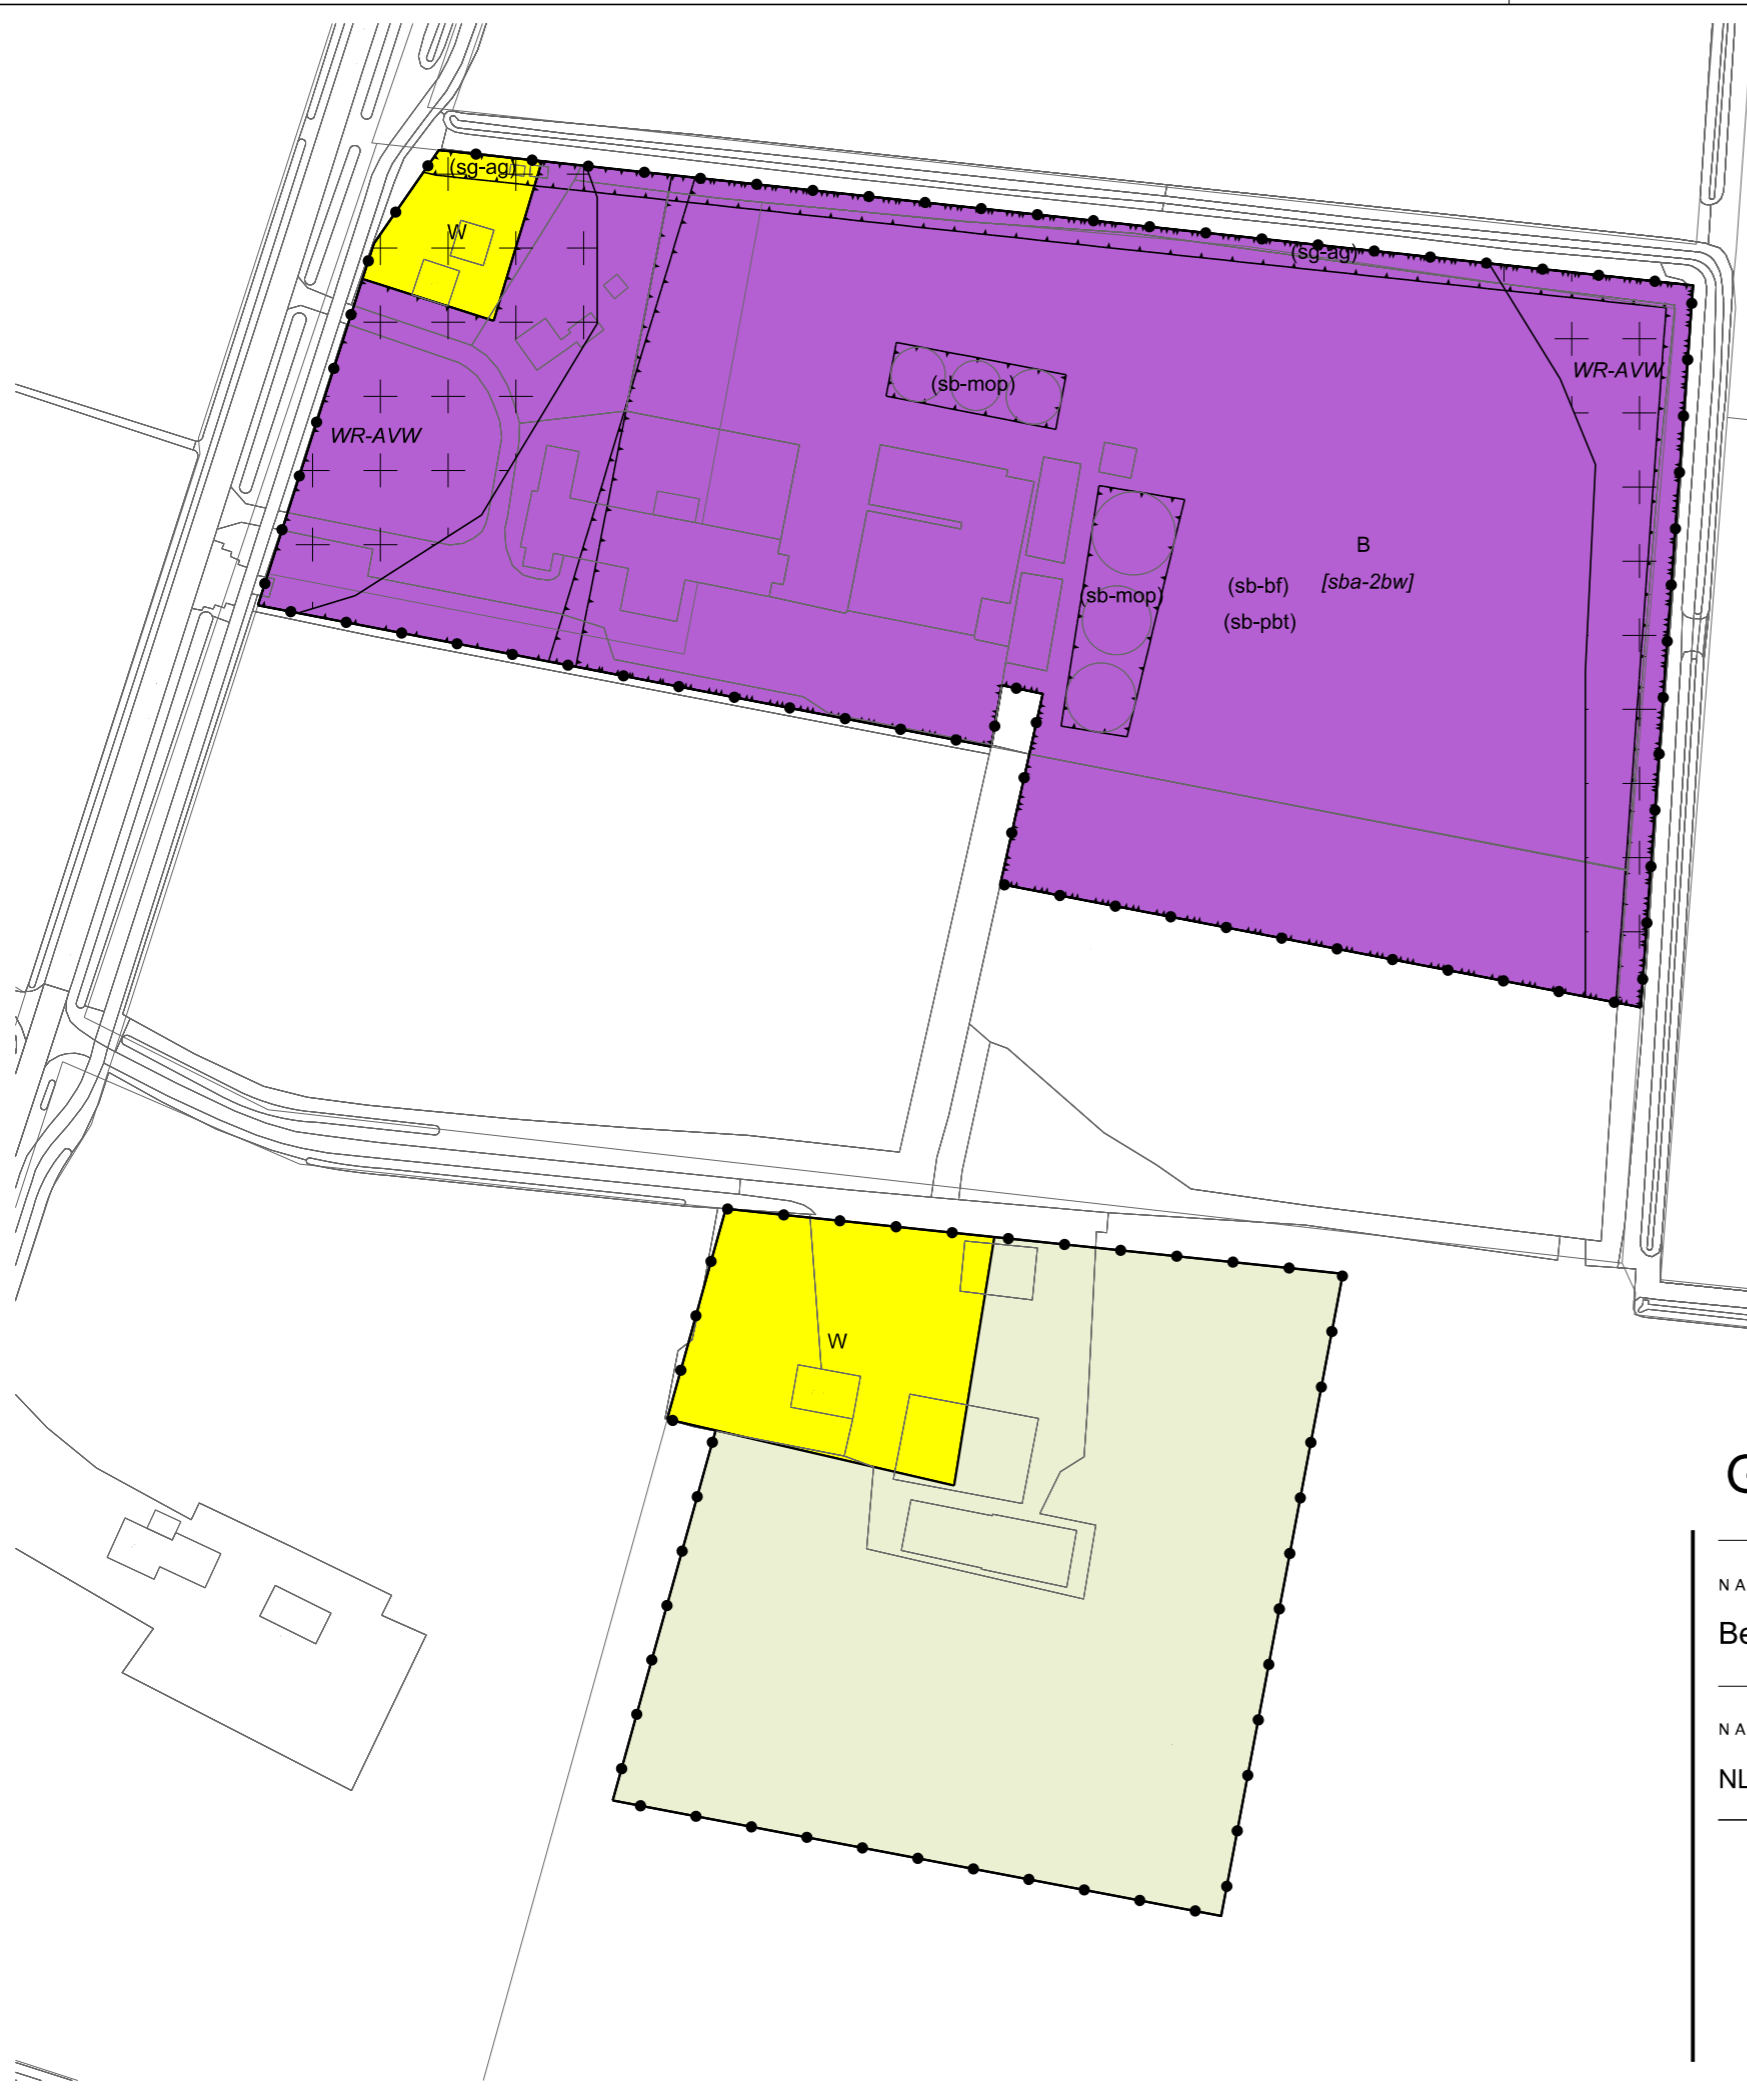 (sg-ag)
W
(sg-ag)
WR-AVW
(sb-mop)
WR-AVW
B
(sb-bf)
[sba-2bw]
(sb-mop)
(sb-pbt)
W
G
NA
Be
NA
NL